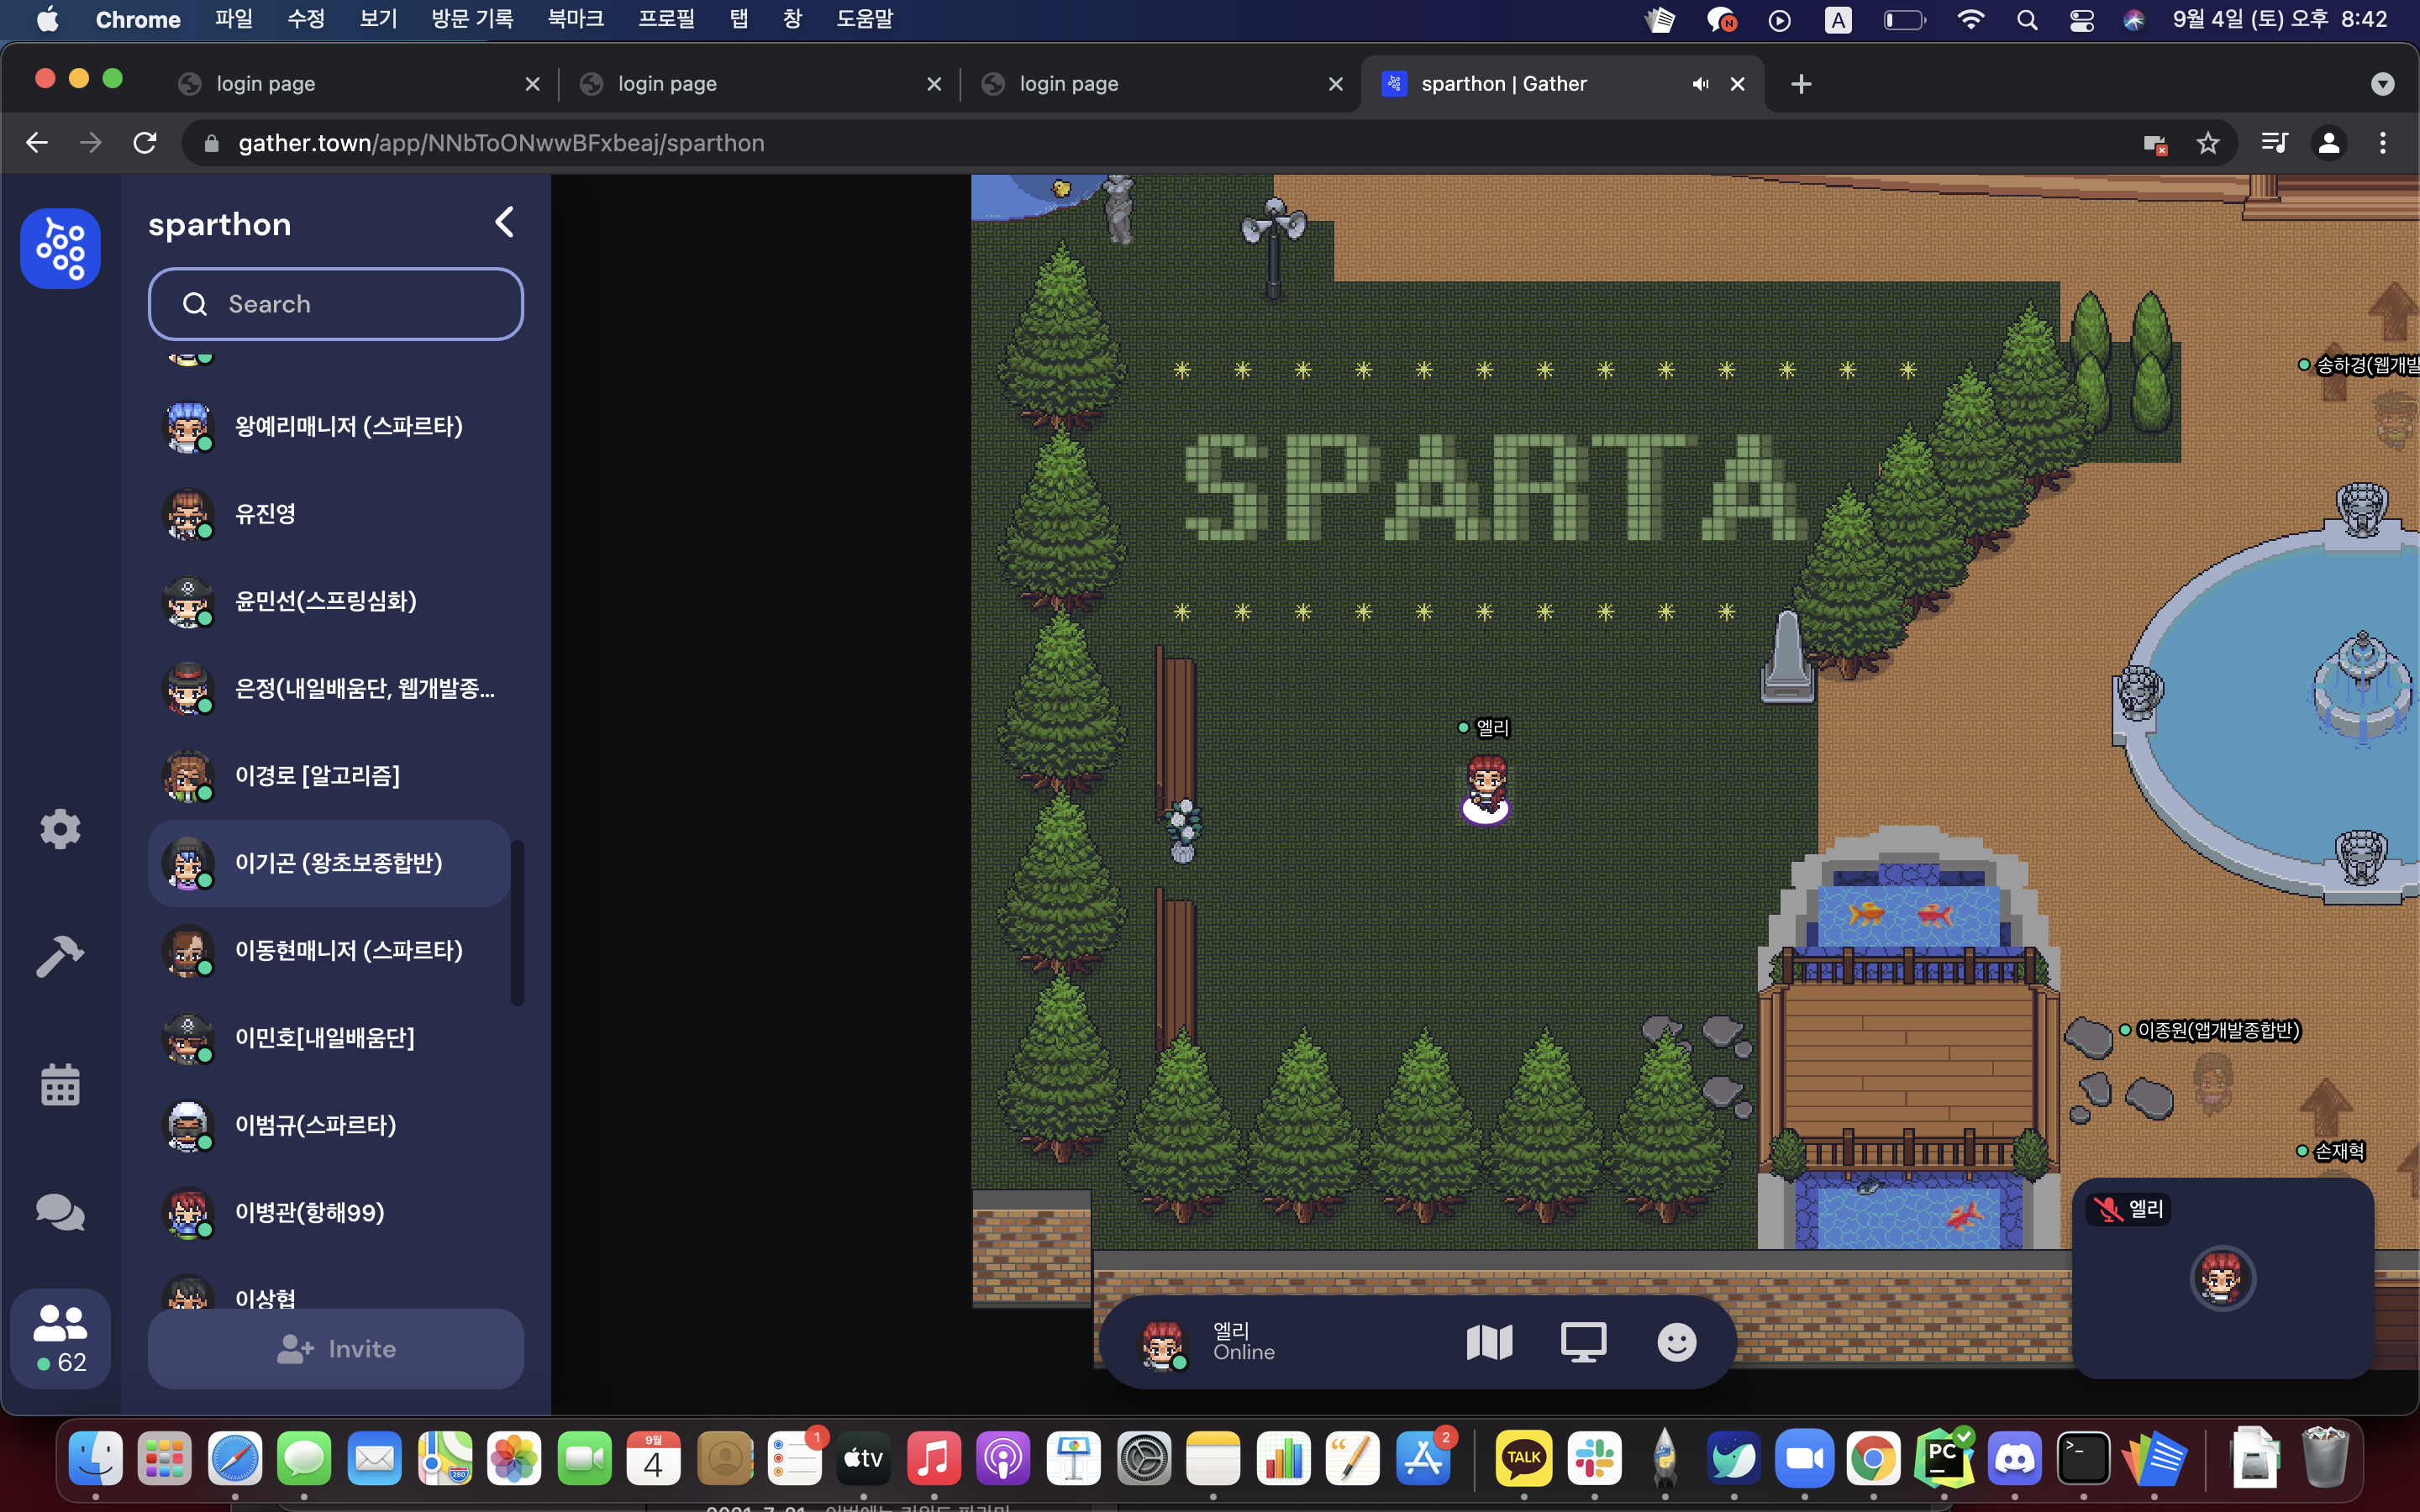 Chrome 파일 수정 보기 방문 기록 북마크 프로필 탭 창 도움말 A 9월 4일 (토) 오후 8:42
login page login page login page sparthon | Gather
gather.town/app/NNbToONwwBFxbeaj/sparthon
sparthon
Search
왕예리매니저 (스파르타)
유진영
윤민선(스프링심화)
은정(내일배움단, 웹개발종...
이경로 [알고리즘]
이기곤 (왕초보종합반)
이동현매니저 (스파르타)
이민호[내일배움단]
이범규(스파르타)
이병관(항해99)
이상협
Invite
62
송하경(웹개발
SPARTA
엘리
이종원(앱개발종합반)
손재혁
엘리
엘리
Online
280
9월
4
1
tv
2
TALK
PC